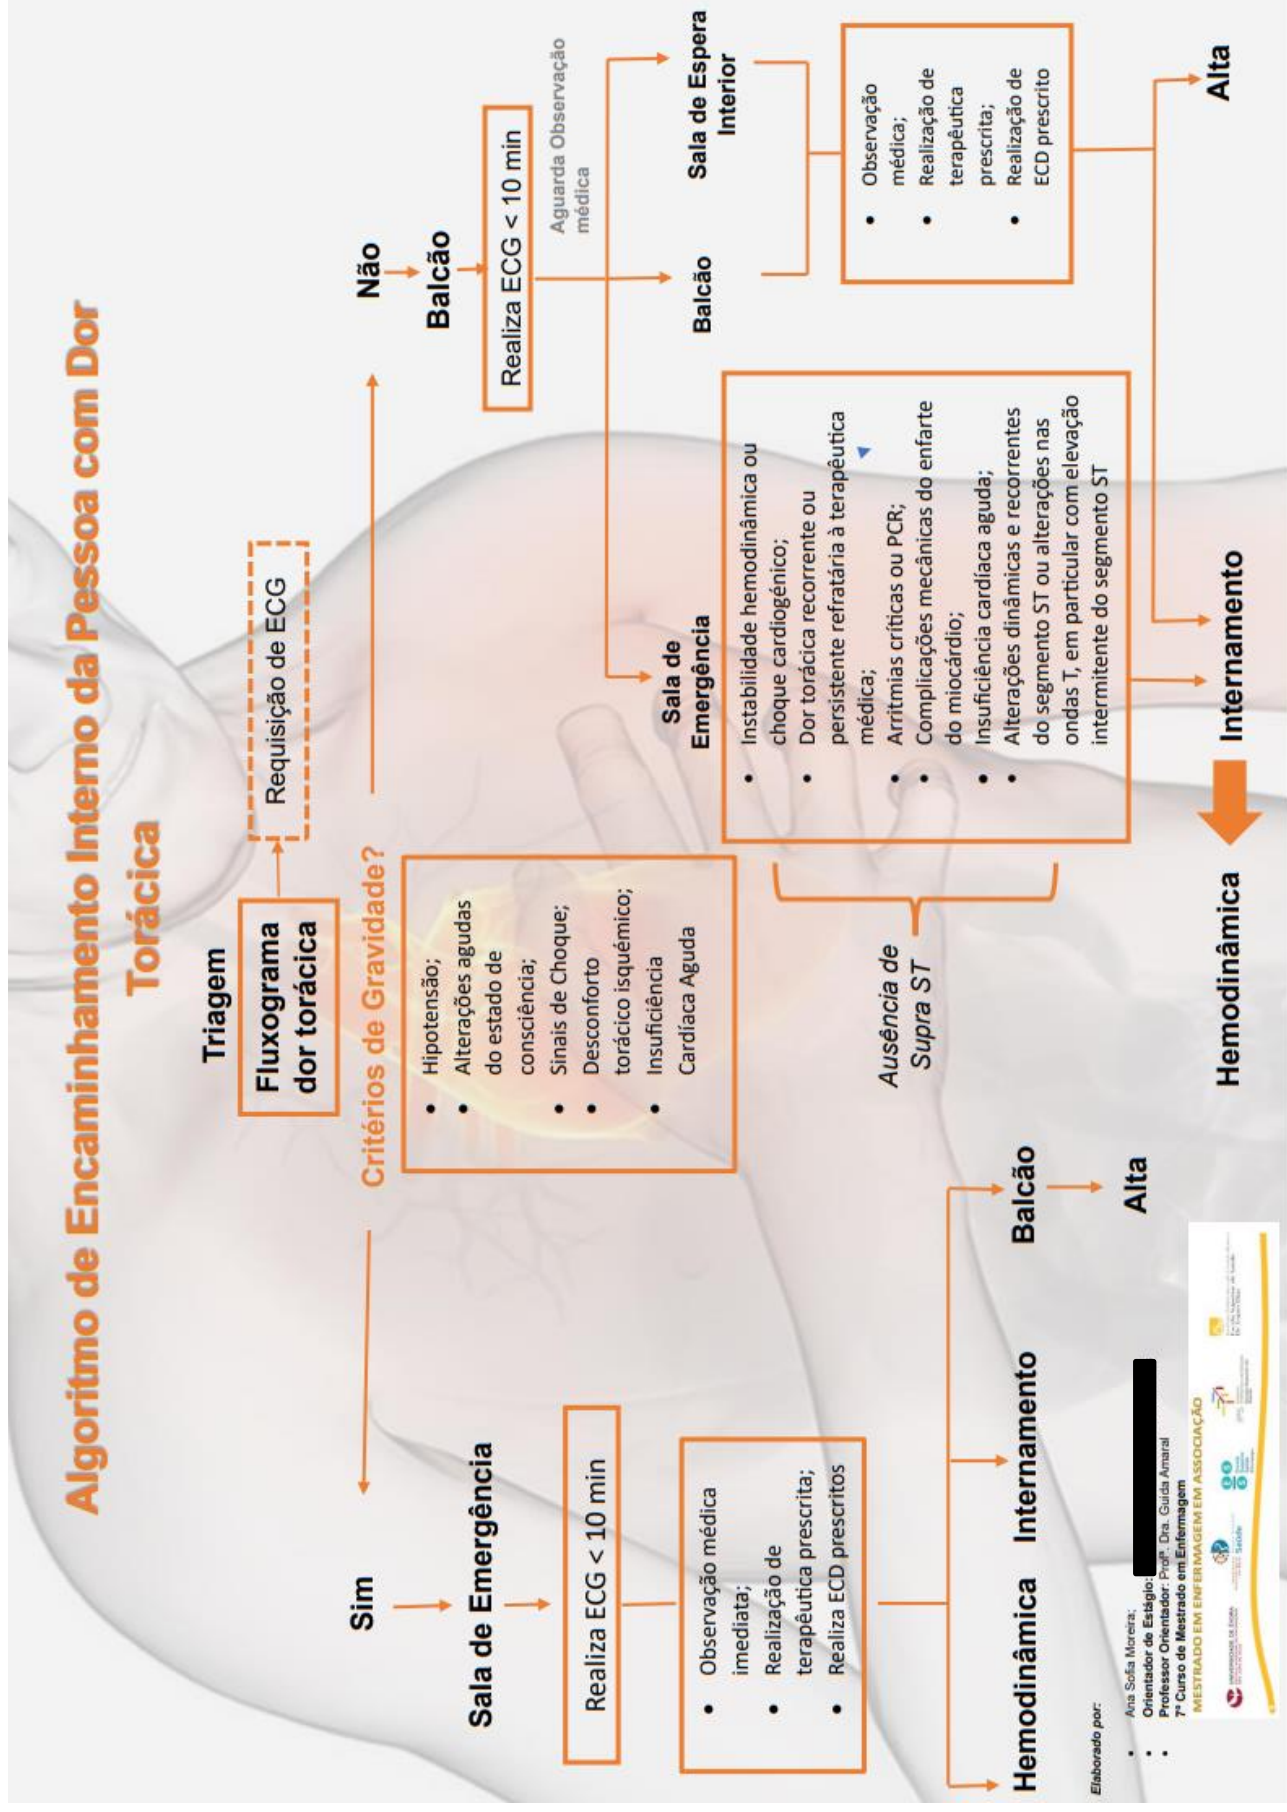 Algoritmo de Encaminhamento Interno da Pessoa com Dor
Torácica
Triagem
Fluxograma
dor torácica
Requisição de ECG
Critérios de Gravidade?
• Hipotensão;
• Alterações agudas
do estado de
consciência;
• Sinais de Choque;
• Desconforto
torácico isquémico;
• Insuficiência
Cardíaca Aguda
Sim
Sala de Emergência
Realiza ECG < 10 min
• Observação médica
imediata;
• Realização de
terapêutica prescrita;
• Realiza ECD prescritos
Hemodinâmica
Internamento
Balcão
Alta
Não
Balcão
Realiza ECG < 10 min
Aguarda Observação
médica
Sala de
Emergência
Balcão
Sala de Espera
Interior
• Instabilidade hemodinâmica ou
choque cardiogénico;
• Dor torácica recorrente ou
persistente refratária à terapêutica
médica;
• Arritmias críticas ou PCR;
• Complicações mecânicas do enfarte
do miocárdio;
• Insuficiência cardíaca aguda;
• Alterações dinâmicas e recorrentes
do segmento ST ou alterações nas
ondas T, em particular com elevação
intermitente do segmento ST
Ausência de
Supra ST
• Observação
médica;
• Realização de
terapêutica
prescrita;
• Realização de
ECD prescrito
Hemodinâmica
Internamento
Alta
Elaborado por:
• Ana Sofia Moreira;
• Orientador de Estágio:
• Professor Orientador: Profª. Dra. Guida Amaral
7º Curso de Mestrado em Enfermagem
MESTRADO EM ENFERMAGEM EM ASSOCIAÇÃO
UNIVERSIDADE DE ÉVORA
Saúde